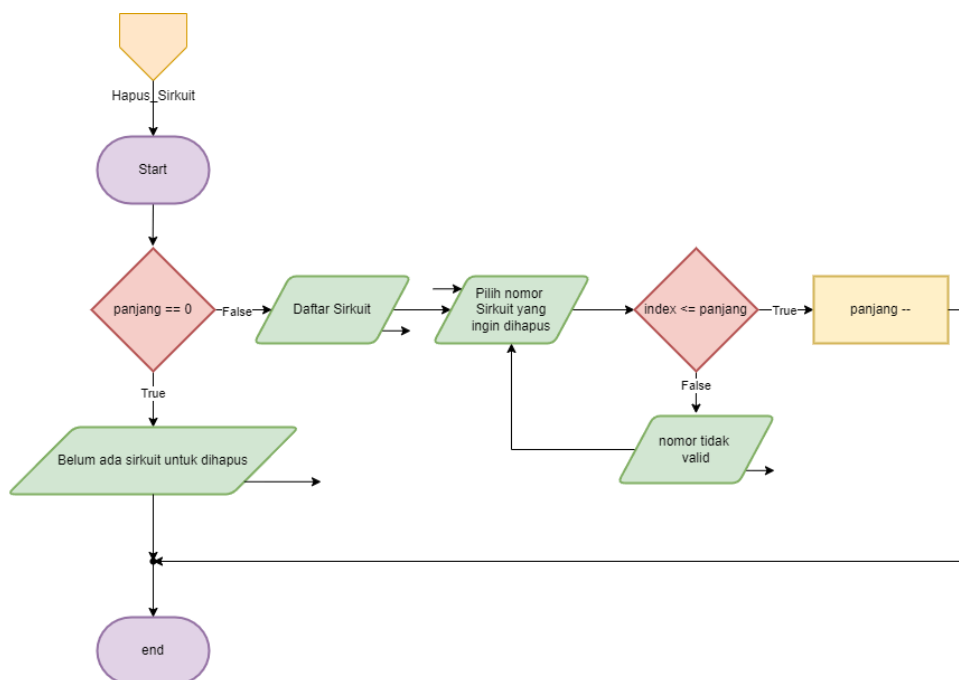 Hapus_Sirkuit
Start
panjang == 0
False
Daftar Sirkuit
Pilih nomor
Sirkuit yang
ingin dihapus
index <= panjang
True
panjang --
True
False
Belum ada sirkuit untuk dihapus
nomor tidak
valid
end